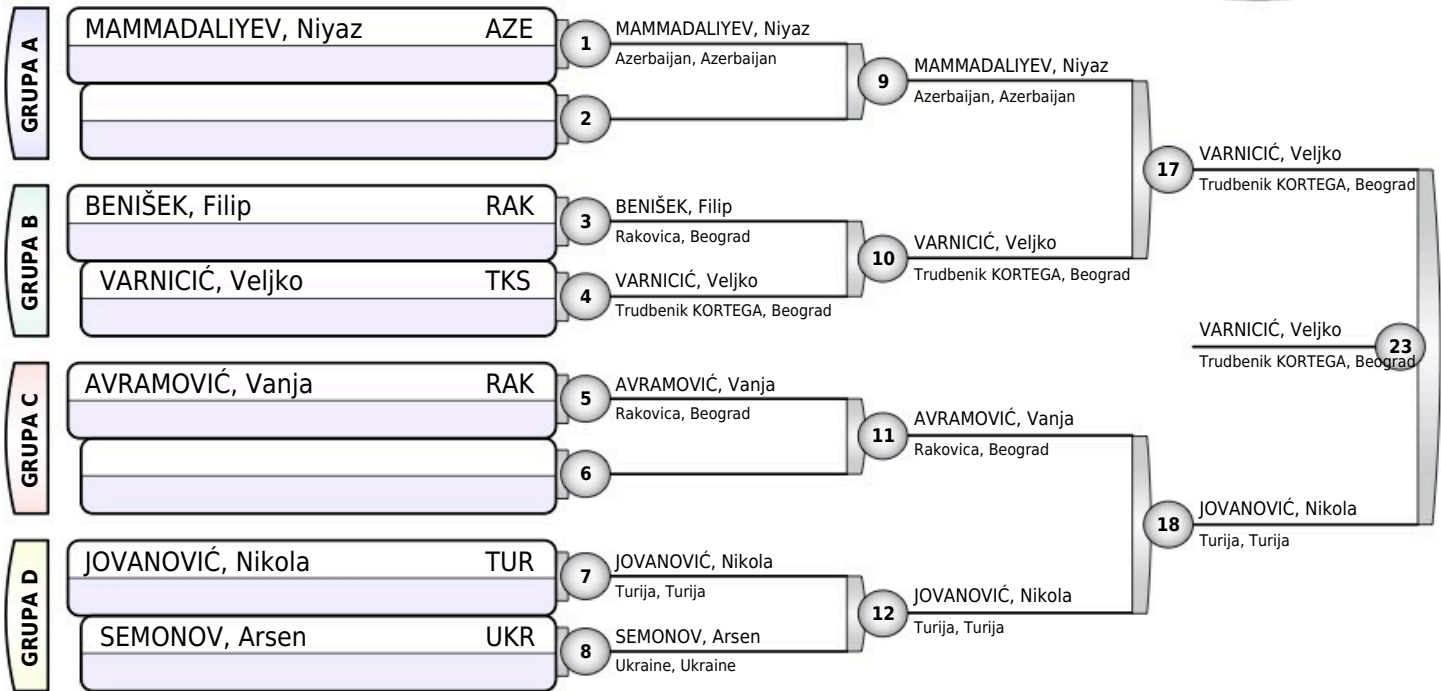 GRUPA A
MAMMADALIYEV, Niyaz AZE
1
2
MAMMADALIYEV, Niyaz
Azerbaijan, Azerbaijan
9
MAMMADALIYEV, Niyaz
Azerbaijan, Azerbaijan
GRUPA B
BENIŠEK, Filip RAK
VARNICIĆ, Veljko TKS
3
BENIŠEK, Filip
Rakovica, Beograd
4
VARNICIĆ, Veljko
Trudbenik KORTEGA, Beograd
10
VARNICIĆ, Veljko
Trudbenik KORTEGA, Beograd
17
VARNICIĆ, Veljko
Trudbenik KORTEGA, Beograd
VARNICIĆ, Veljko
Trudbenik KORTEGA, Beograd
23
GRUPA C
AVRAMOVIĆ, Vanja RAK
5
AVRAMOVIĆ, Vanja
Rakovica, Beograd
6
11
AVRAMOVIĆ, Vanja
Rakovica, Beograd
GRUPA D
JOVANOVIĆ, Nikola TUR
SEMONOV, Arsen UKR
7
JOVANOVIĆ, Nikola
Turija, Turija
8
SEMONOV, Arsen
Ukraine, Ukraine
12
JOVANOVIĆ, Nikola
Turija, Turija
18
JOVANOVIĆ, Nikola
Turija, Turija